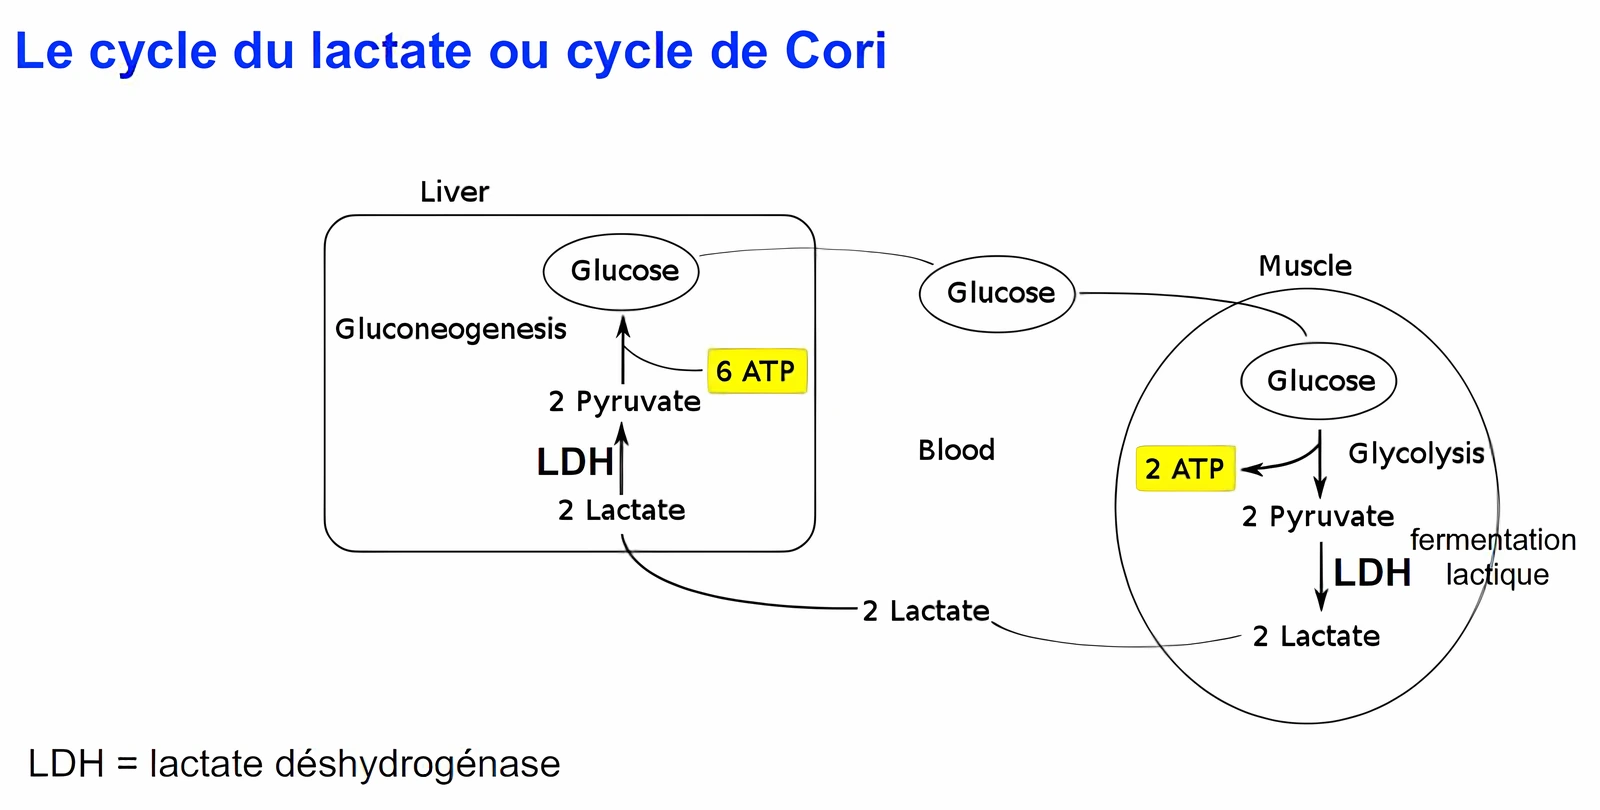 Le cycle du lactate ou cycle de Cori
Liver
Glucose
Gluconeogenesis
6 ATP
2 Pyruvate
LDH
2 Lactate
Glucose
Blood
2 Lactate
Muscle
Glucose
Glycolysis
2 ATP
2 Pyruvate
fermentation
LDH lactique
2 Lactate
LDH = lactate déshydrogénase